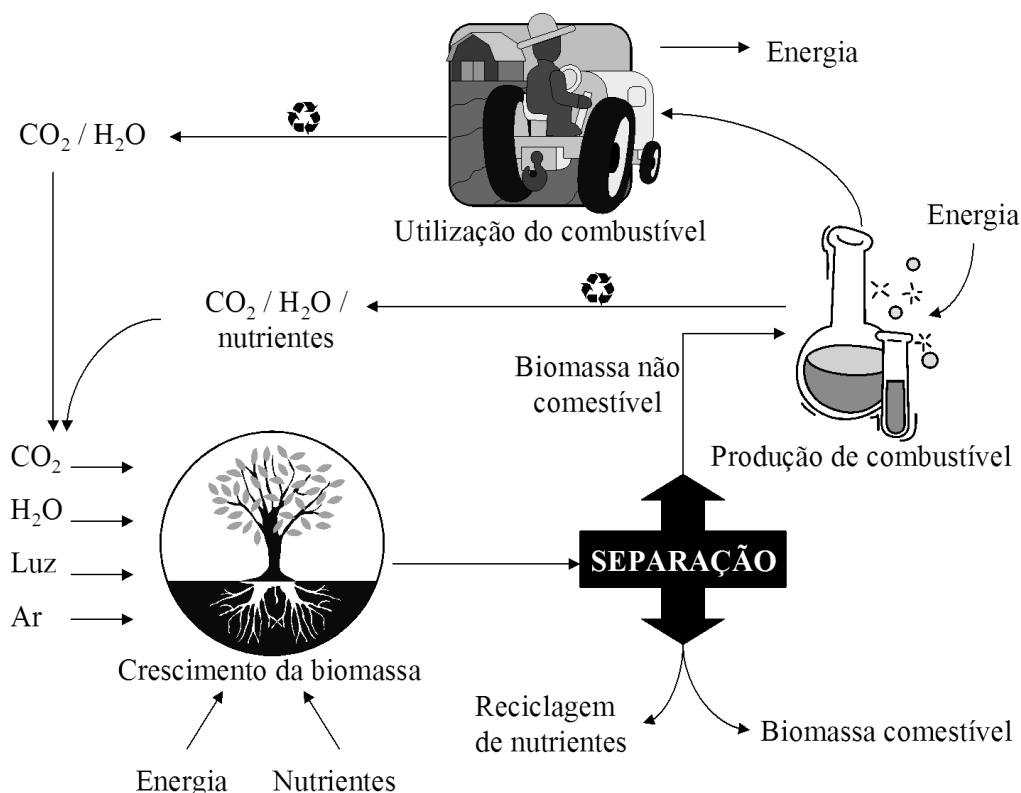 Energia
CO₂ / H₂O
Utilização do combustível
Energia
CO₂ / H₂O /
nutrientes
Biomassa não
comestível
Produção de combustível
CO₂
H₂O
Luz
Ar
SEPARAÇÃO
Crescimento da biomassa
Reciclagem
de nutrientes
Biomassa comestível
Energia
Nutrientes